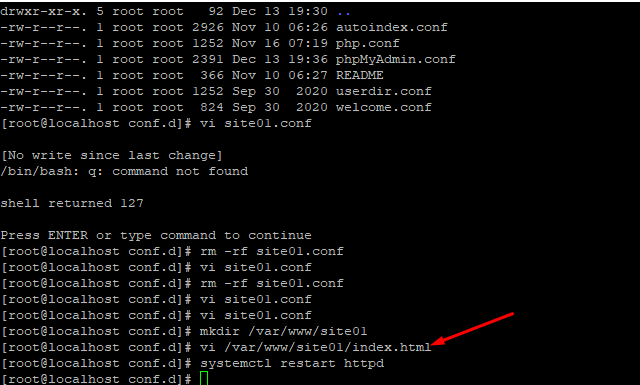 drwxr-xr-x. 5 root root   92 Dec 13 19:30 ..
-rw-r--r--. 1 root root 2926 Nov 10 06:26 autoindex.conf
-rw-r--r--. 1 root root 1252 Nov 16 07:19 php.conf
-rw-r--r--. 1 root root 2391 Dec 13 19:36 phpMyAdmin.conf
-rw-r--r--. 1 root root  366 Nov 10 06:27 README
-rw-r--r--. 1 root root 1252 Sep 30  2020 userdir.conf
-rw-r--r--. 1 root root  824 Sep 30  2020 welcome.conf
[root@localhost conf.d]# vi site01.conf

[No write since last change]
/bin/bash: q: command not found

shell returned 127

Press ENTER or type command to continue
[root@localhost conf.d]# rm -rf site01.conf
[root@localhost conf.d]# vi site01.conf
[root@localhost conf.d]# rm -rf site01.conf
[root@localhost conf.d]# vi site01.conf
[root@localhost conf.d]# vi site01.conf
[root@localhost conf.d]# mkdir /var/www/site01
[root@localhost conf.d]# vi /var/www/site01/index.html
[root@localhost conf.d]# systemctl restart httpd
[root@localhost conf.d]#